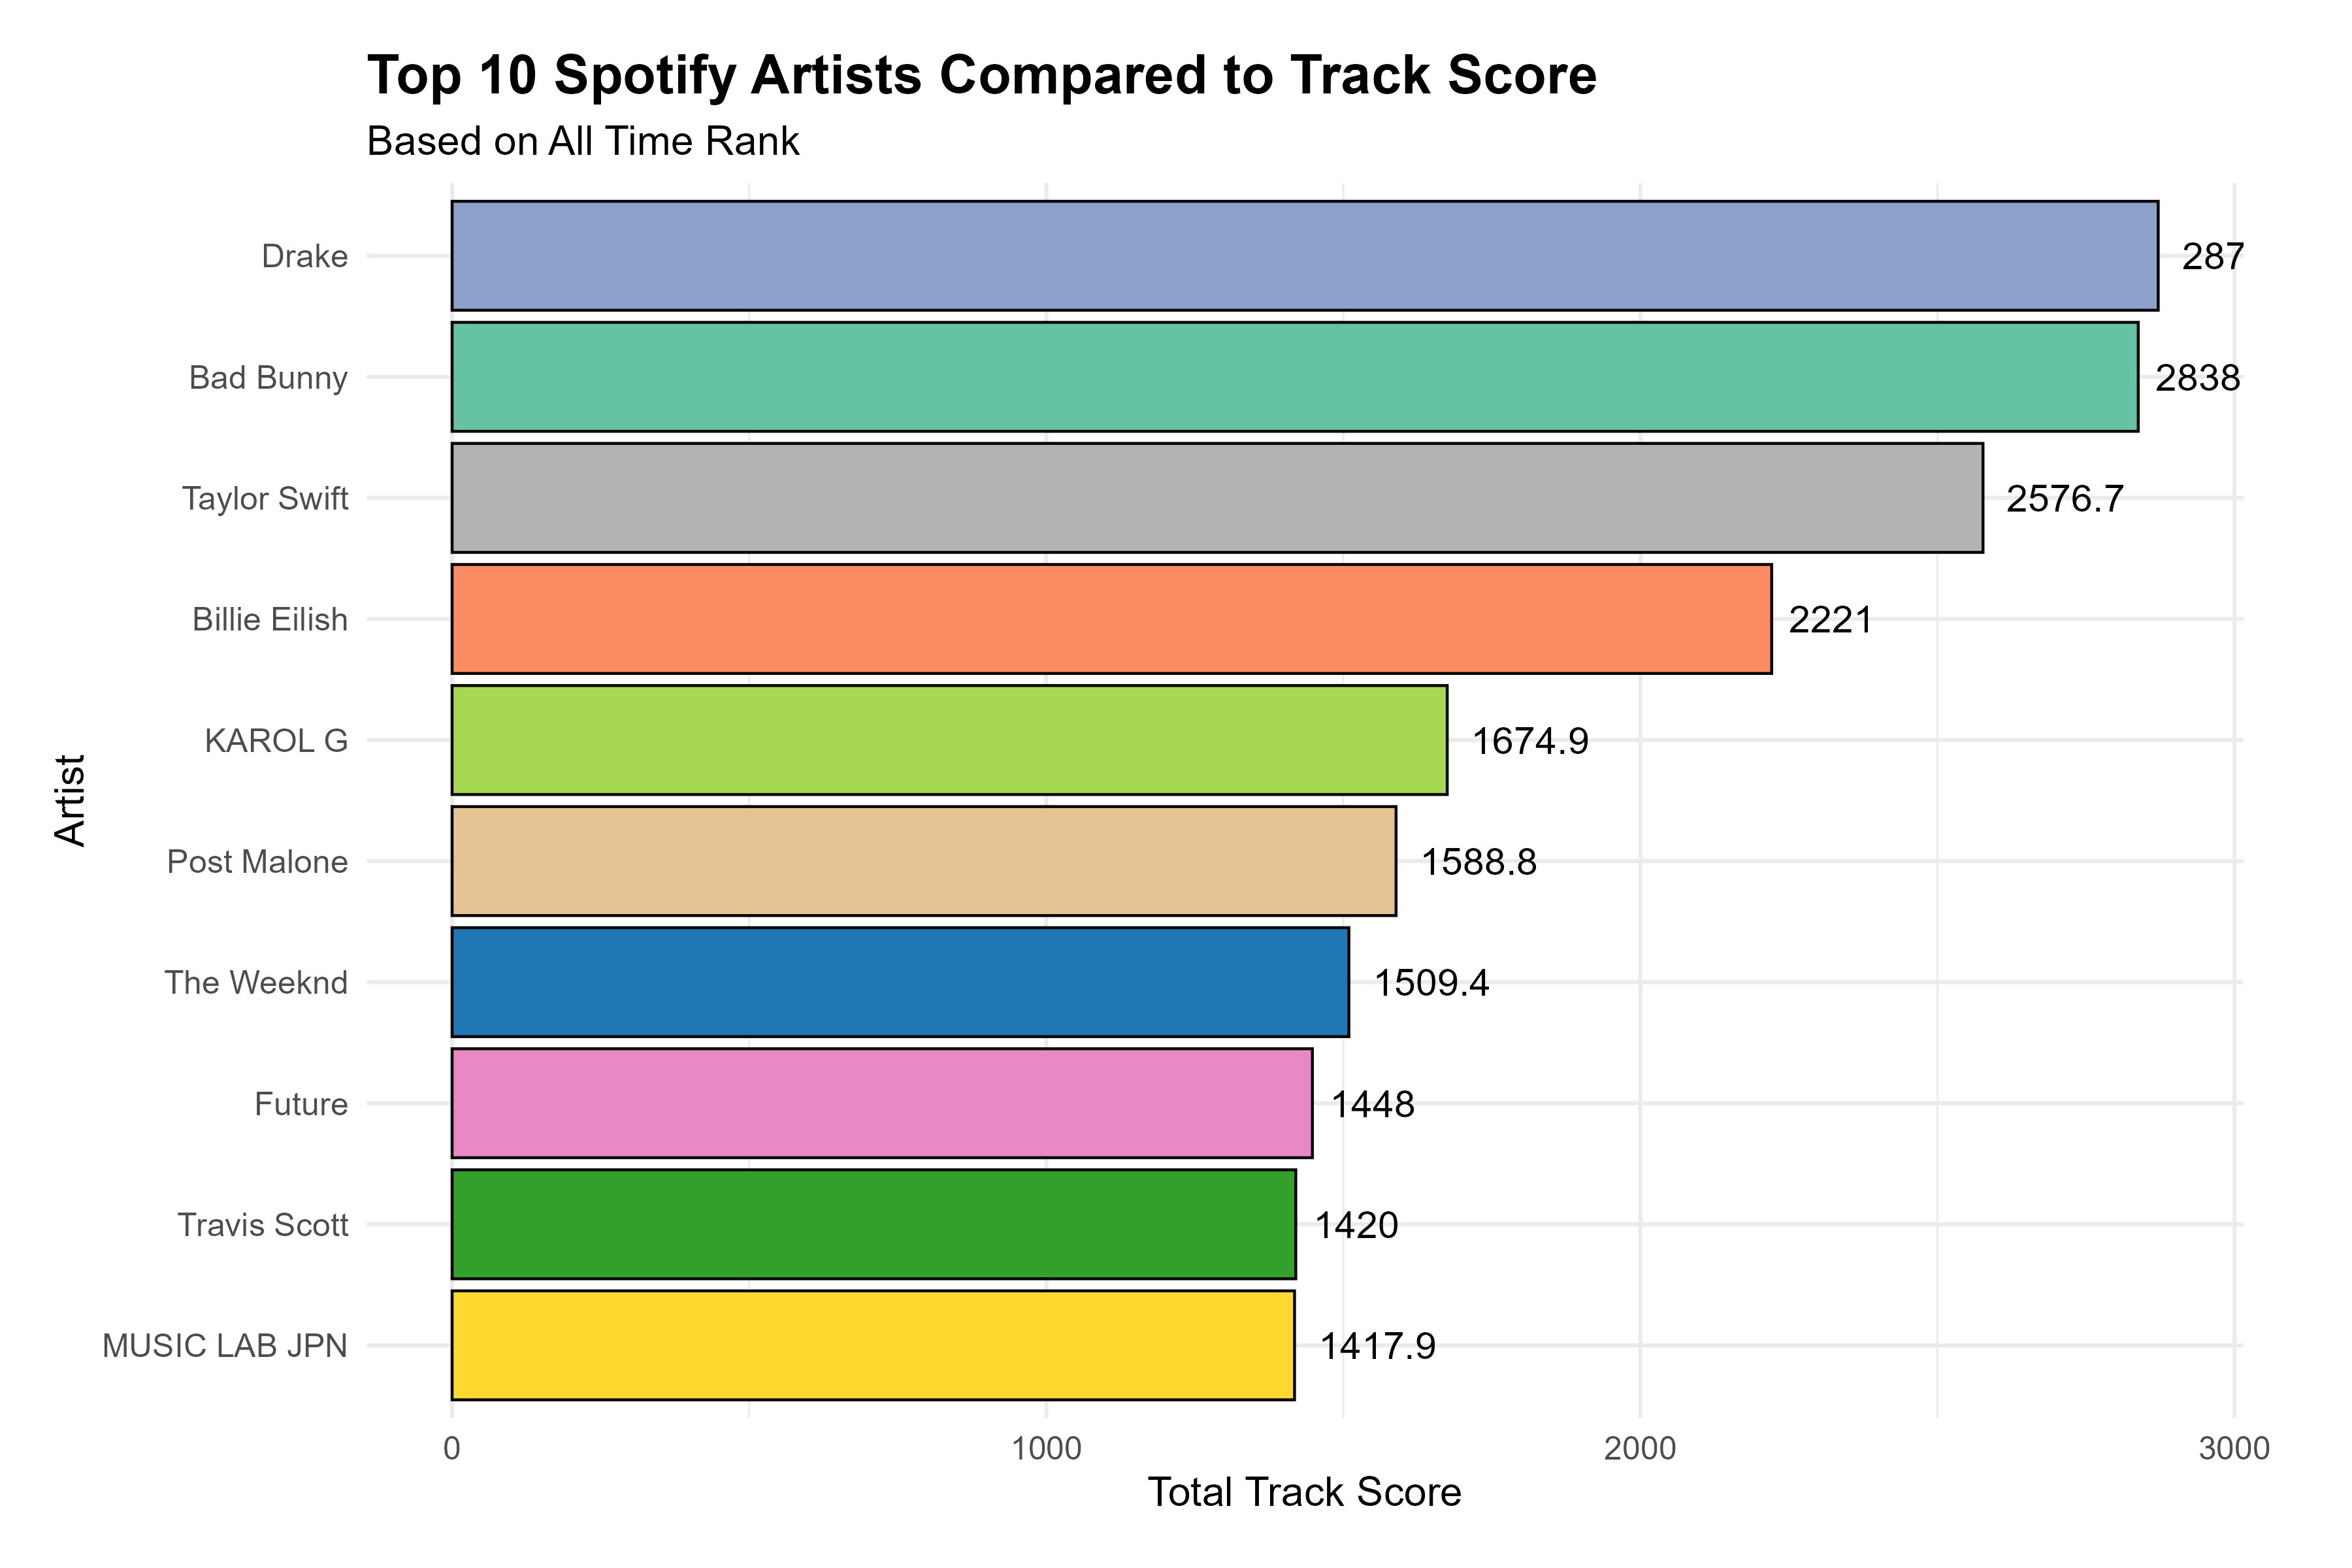 Top 10 Spotify Artists Compared to Track Score
Based on All Time Rank
Drake 287
Bad Bunny 2838
Taylor Swift 2576.7
Billie Eilish 2221
KAROL G 1674.9
Post Malone 1588.8
The Weeknd 1509.4
Future 1448
Travis Scott 1420
MUSIC LAB JPN 1417.9
Artist
0 1000 2000 3000
Total Track Score